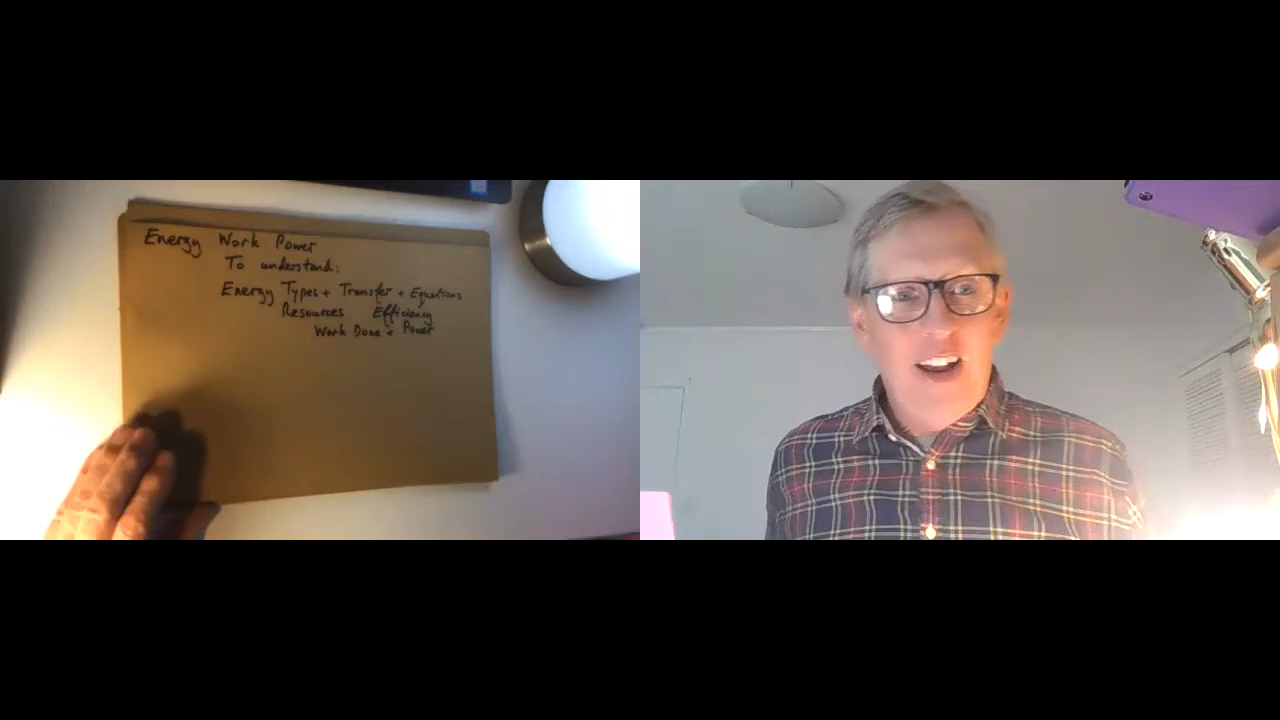 Energy Work Power
To understand:
Energy Types + Transfer + Equations
Resources Efficiency
Work Done + Power